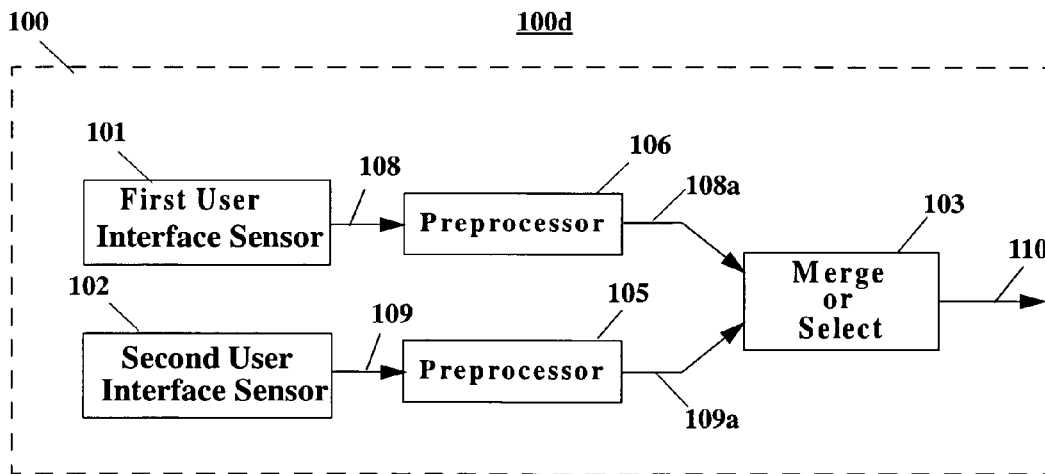 100
100d
101
First User
Interface Sensor
108
106
Preprocessor
108a
103
Merge
or
Select
110
102
Second User
Interface Sensor
109
105
Preprocessor
109a